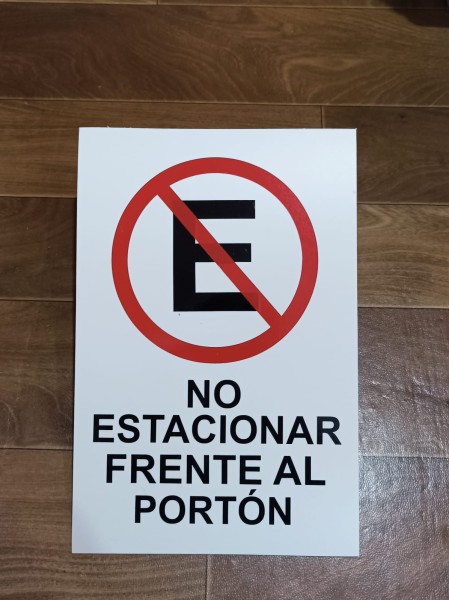 E
NO
ESTACIONAR
FRENTE AL
PORTÓN